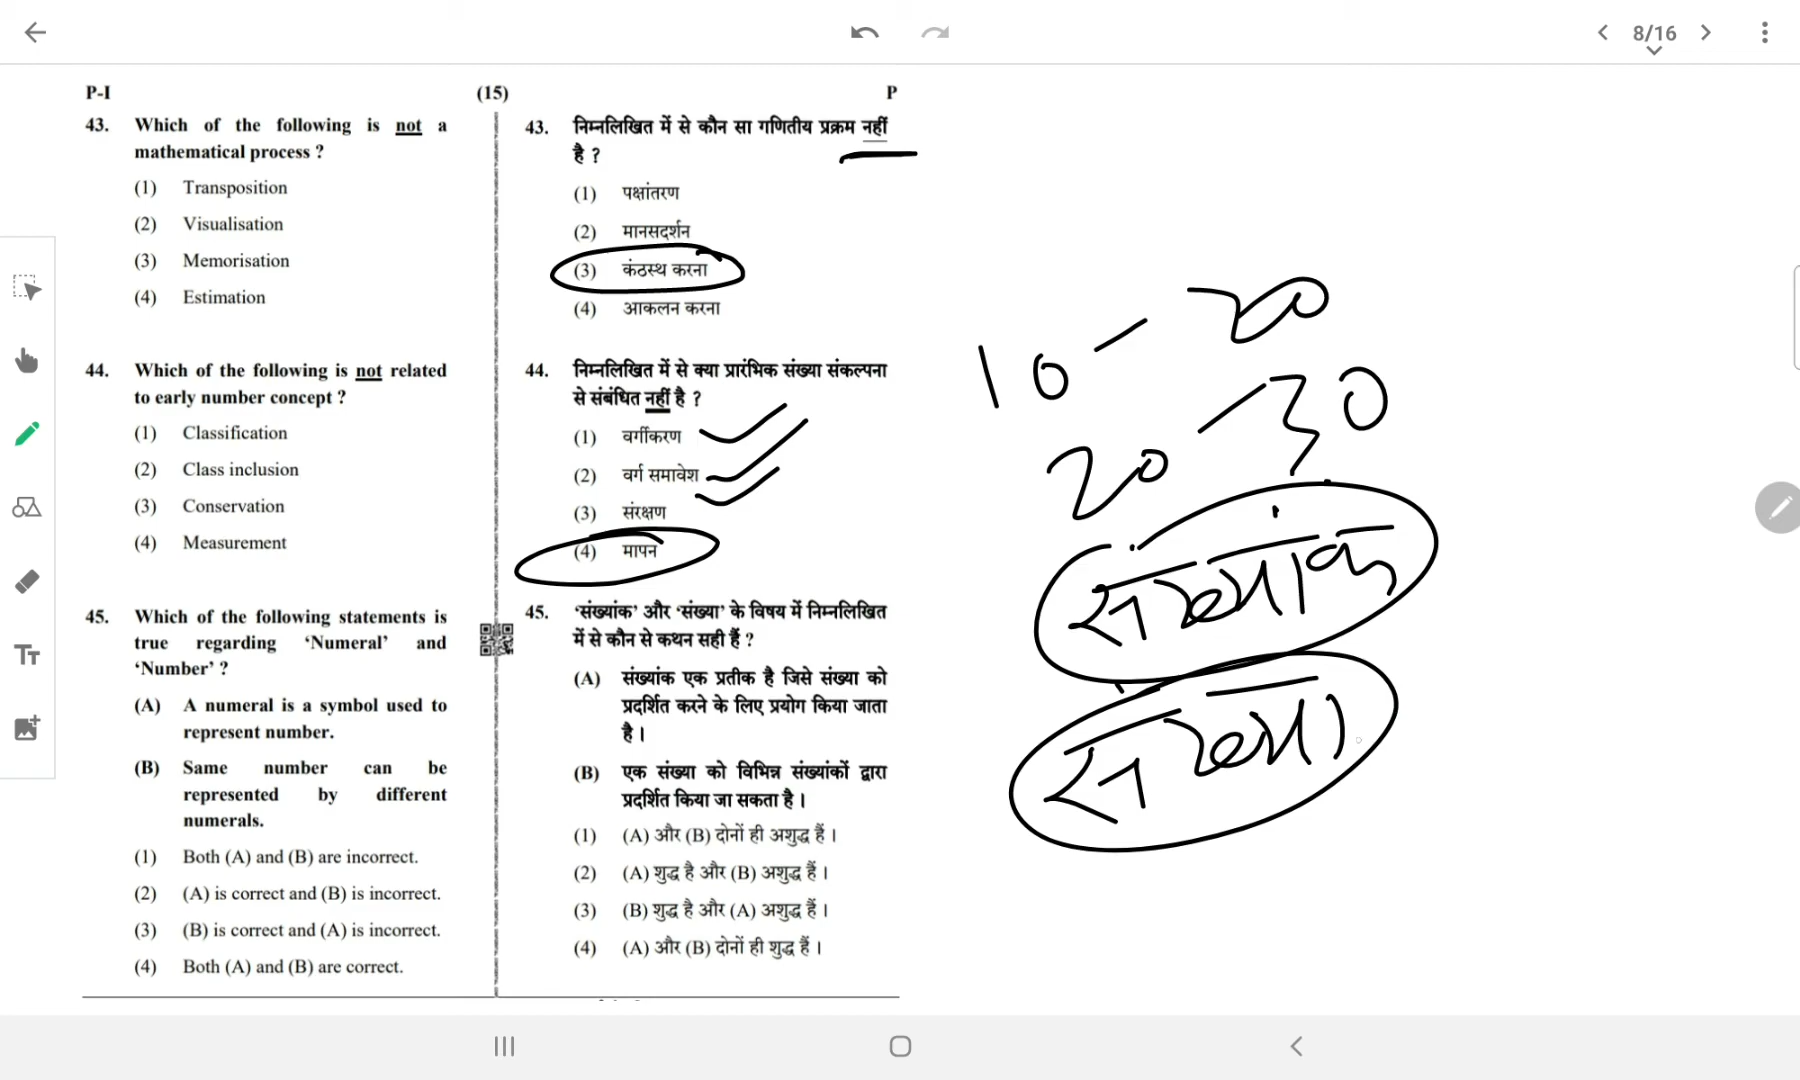 8/16
P-I
(15)
P
43. Which of the following is not a
mathematical process ?
(1) Transposition
(2) Visualisation
(3) Memorisation
(4) Estimation
44. Which of the following is not related
to early number concept ?
(1) Classification
(2) Class inclusion
(3) Conservation
(4) Measurement
45. Which of the following statements is
true regarding ‘Numeral’ and
‘Number’ ?
(A) A numeral is a symbol used to
represent number.
(B) Same number can be
represented by different
numerals.
(1) Both (A) and (B) are incorrect.
(2) (A) is correct and (B) is incorrect.
(3) (B) is correct and (A) is incorrect.
(4) Both (A) and (B) are correct.
43. निम्नलिखित में से कौन सा गणितीय प्रक्रम नहीं
है ?
(1) पक्षांतरण
(2) मानसदर्शन
(3) कंठस्थ करना
(4) आकलन करना
44. निम्नलिखित में से क्या प्रारंभिक संख्या संकल्पना
से संबंधित नहीं है ?
(1) वर्गीकरण
(2) वर्ग समावेश
(3) संरक्षण
(4) मापन
45. ‘संख्यांक’ और ‘संख्या’ के विषय में निम्नलिखित
में से कौन से कथन सही हैं ?
(A) संख्यांक एक प्रतीक है जिसे संख्या को
प्रदर्शित करने के लिए प्रयोग किया जाता
है ।
(B) एक संख्या को विभिन्न संख्यांकों द्वारा
प्रदर्शित किया जा सकता है ।
(1) (A) और (B) दोनों ही अशुद्ध हैं ।
(2) (A) शुद्ध है और (B) अशुद्ध हैं ।
(3) (B) शुद्ध है और (A) अशुद्ध हैं ।
(4) (A) और (B) दोनों ही शुद्ध हैं ।
10 - 20
20 - 30
संख्यांक
संख्या